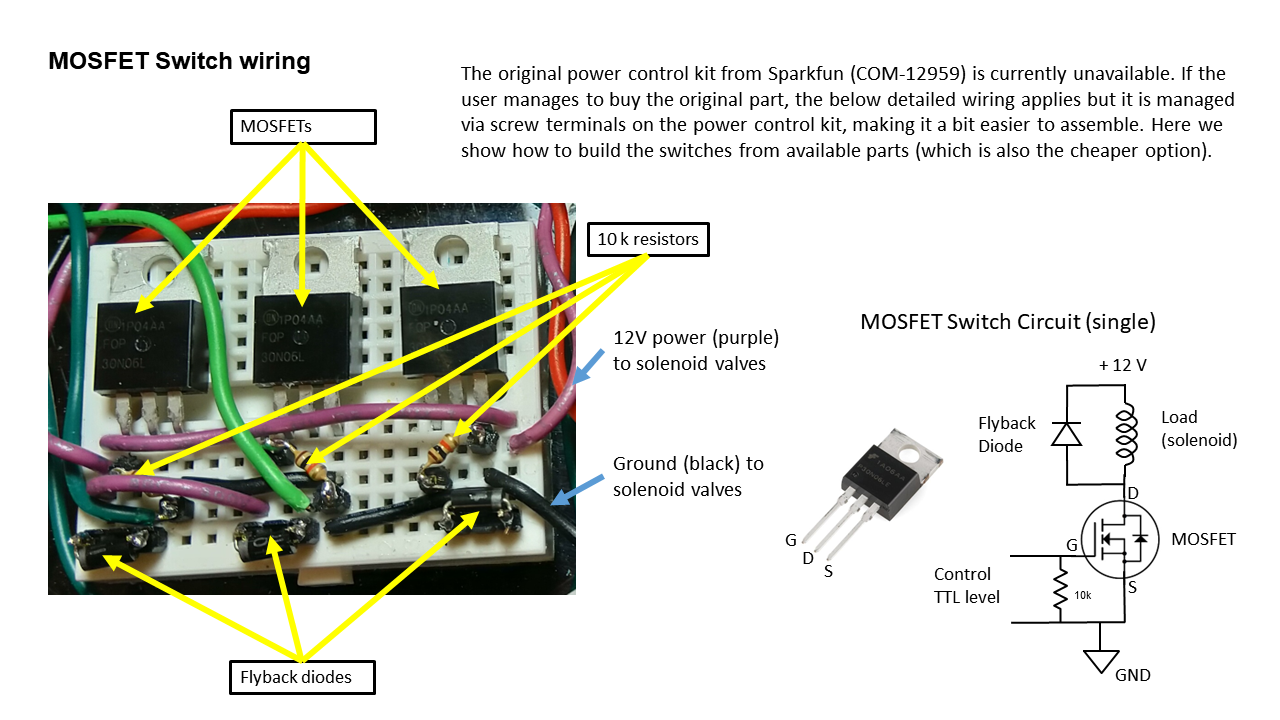 MOSFET Switch wiring
The original power control kit from Sparkfun (COM-12959) is currently unavailable. If the
user manages to buy the original part, the below detailed wiring applies but it is managed
via screw terminals on the power control kit, making it a bit easier to assemble. Here we
show how to build the switches from available parts (which is also the cheaper option).
MOSFETs
10 k resistors
12V power (purple)
to solenoid valves
Ground (black) to
solenoid valves
Flyback diodes
1P04AA
FQP
30N06L
1P04AA
FQP
30N06L
1P04AA
FQP
MOSFET Switch Circuit (single)
+ 12 V
Flyback
Diode
Load
(solenoid)
D
G
MOSFET
S
Control
TTL level
10k
GND
G
D
S